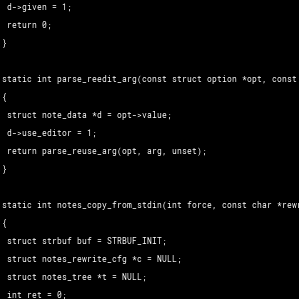 d->given = 1;
return 0;
}
static int parse_reedit_arg(const struct option *opt, const
{
struct note_data *d = opt->value;
d->use_editor = 1;
return parse_reuse_arg(opt, arg, unset);
}
static int notes_copy_from_stdin(int force, const char *rew
{
struct strbuf buf = STRBUF_INIT;
struct notes_rewrite_cfg *c = NULL;
struct notes_tree *t = NULL;
int ret = 0;